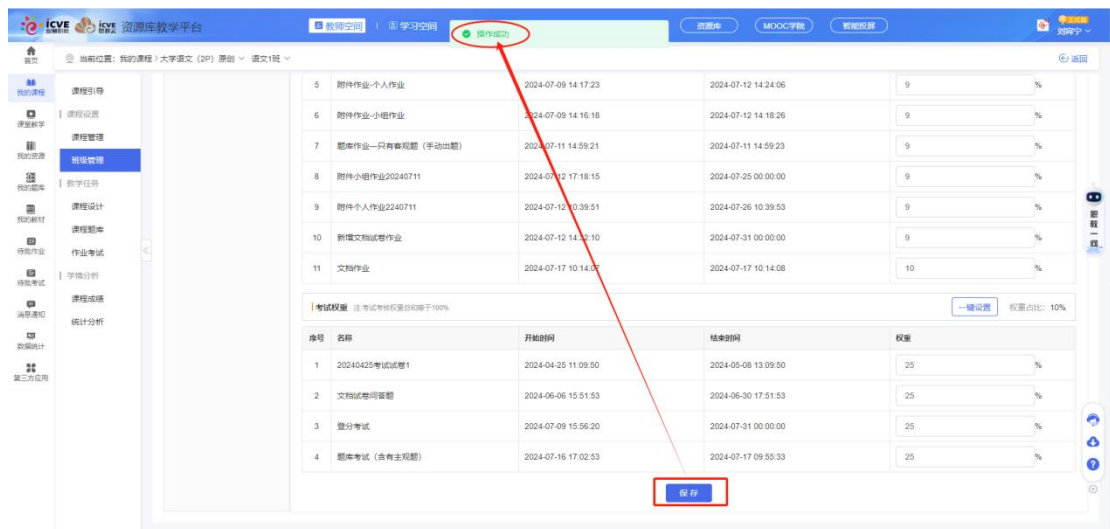 icve 资源库教学平台 教师空间 学习空间 操作成功 资源库 MOOC学院 智能投屏
首页 当前位置: 我的课程 > 大学语文 (2P) 原创 语文1班 返回
我的课程 课程引导
课堂教学 课程设置
课程管理
我的资源 班级管理
我的题库 教学任务
课程设计
我的教材 课程题库
待批作业 作业考试
待批考试 学情分析
消息通知 课程成绩
统计分析
数据统计
第三方应用
5 附件作业-个人作业 2024-07-09 14:17:23 2024-07-12 14:24:06 9 %
6 附件作业-小组作业 2024-07-09 14:16:18 2024-07-12 14:18:26 9 %
7 题库作业—只有客观题 (手动出题) 2024-07-11 14:59:21 2024-07-11 14:59:23 9 %
8 附件小组作业20240711 2024-07-12 17:18:15 2024-07-25 00:00:00 9 %
9 附件个人作业2240711 2024-07-12 10:39:51 2024-07-26 10:39:53 9 %
10 新增文档试卷作业 2024-07-12 14:32:10 2024-07-31 00:00:00 9 %
11 文档作业 2024-07-17 10:14:07 2024-07-17 10:14:08 10 %
考试权重 注:考试考核权重总和等于100% 一键设置 权重占比: 10%
序号 名称 开始时间 结束时间 权重
1 20240425考试试卷1 2024-04-25 11:09:50 2024-05-08 13:09:50 25 %
2 文档试卷问答题 2024-06-06 15:51:53 2024-06-30 17:51:53 25 %
3 登分考试 2024-07-09 15:56:20 2024-07-31 00:00:00 25 %
4 题库考试 (含有主观题) 2024-07-16 17:02:53 2024-07-17 09:55:33 25 %
保存
职教一线